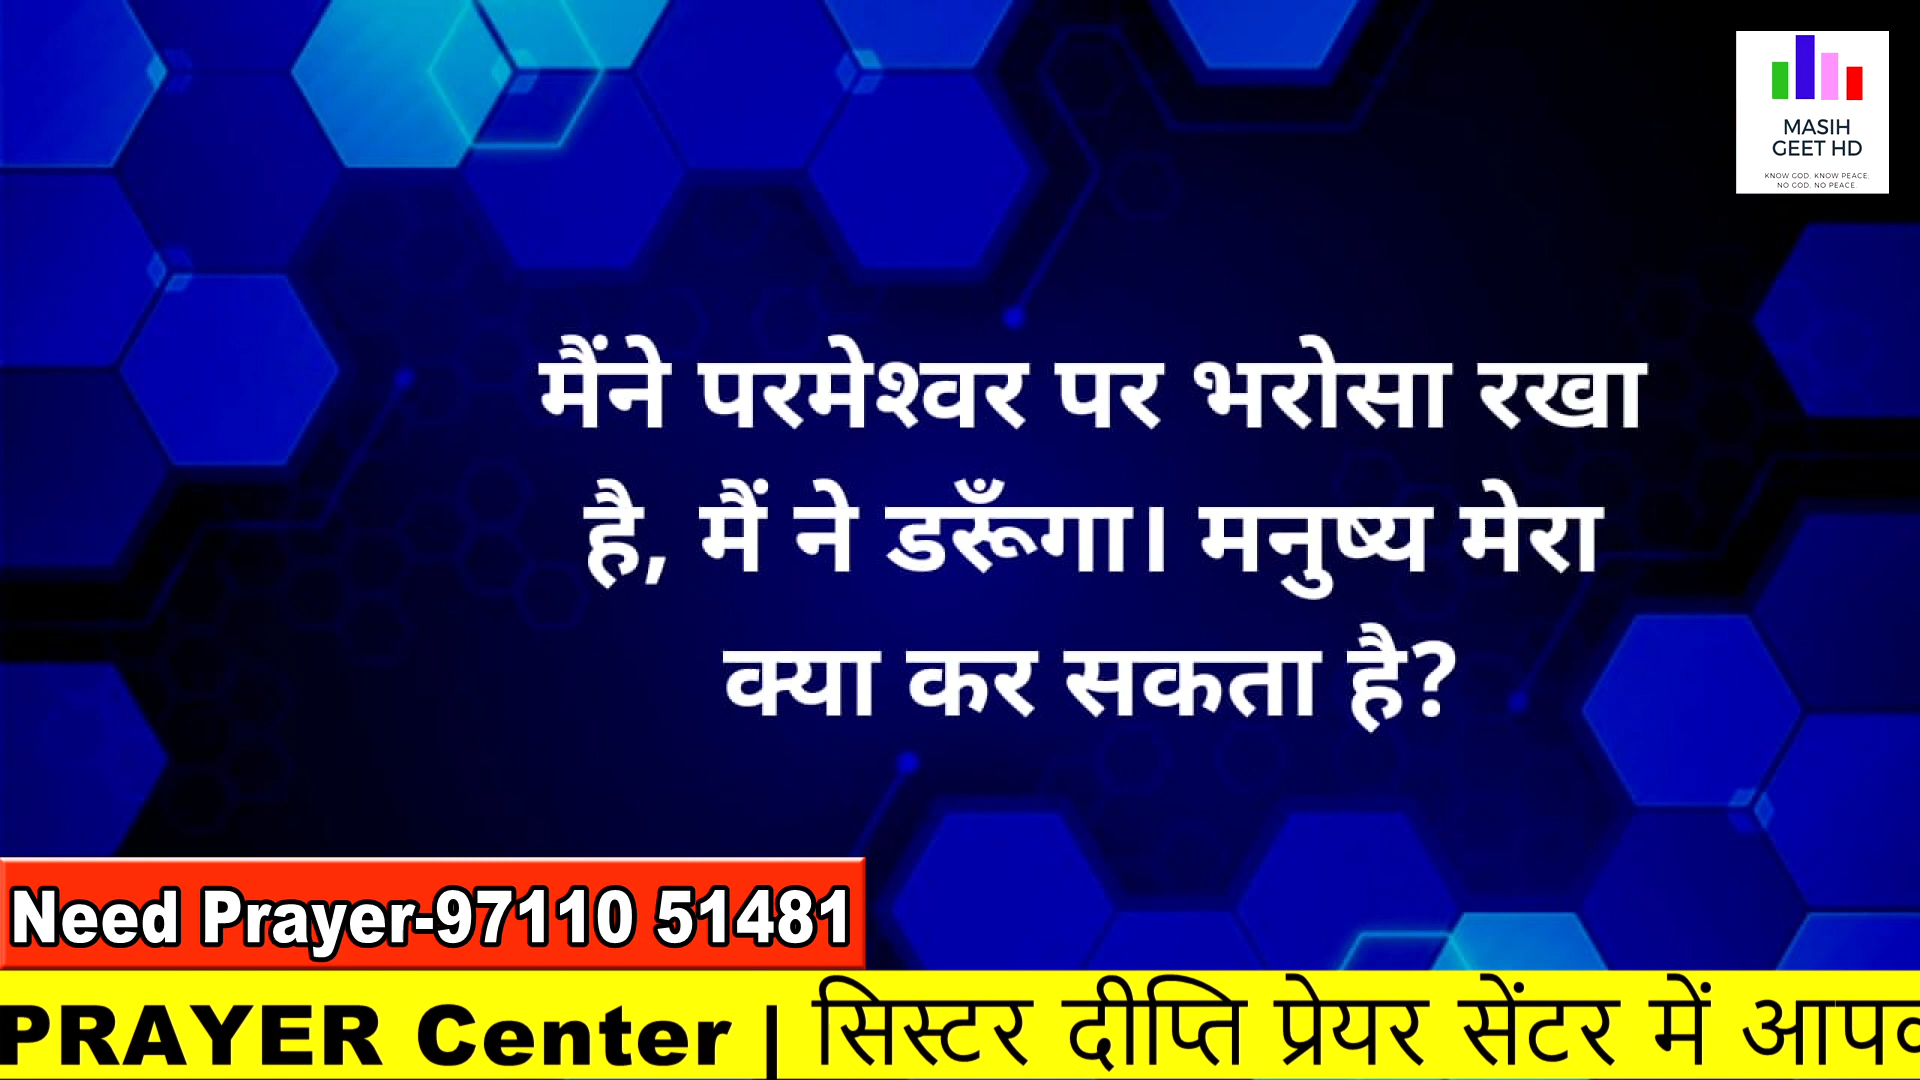 MASIH
GEET HD
KNOW GOD. KNOW PEACE.
NO GOD. NO PEACE.
मैंने परमेश्वर पर भरोसा रखा
है, मैं ने डरूँगा। मनुष्य मेरा
क्या कर सकता है?
Need Prayer-97110 51481
PRAYER Center | सिस्टर दीप्ति प्रेयर सेंटर में